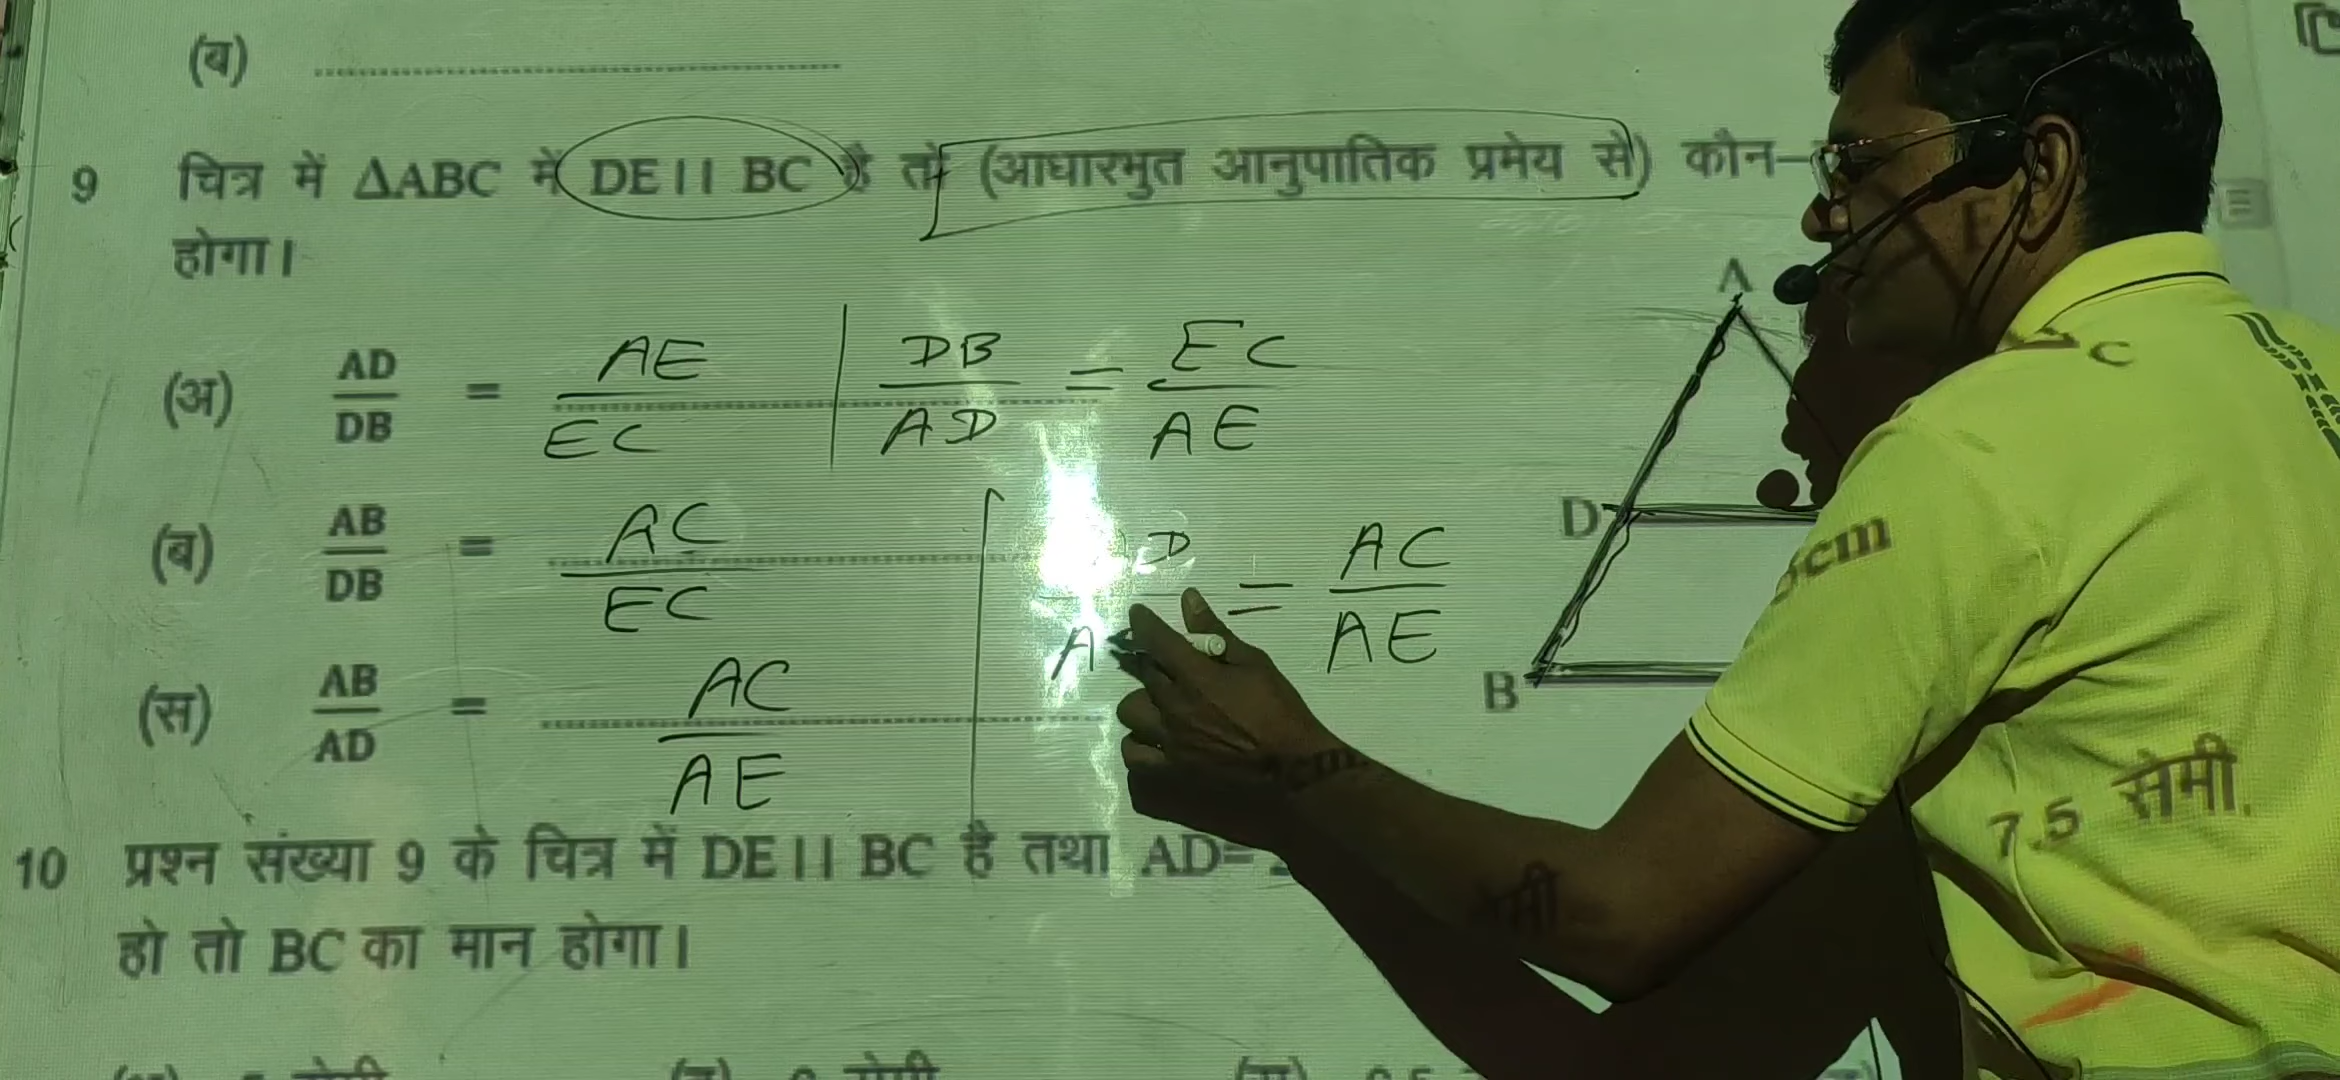 (ब) ........................
9 चित्र में ΔABC में DE || BC है तो (आधारभुत आनुपातिक प्रमेय से) कौन–
होगा।
A
(अ) AD/DB = AE/EC | DB/AD = EC/AE
C
D
(ब) AB/DB = AC/EC | D/A = AC/AE
cm
B
(स) AB/AD = AC/AE
7.5 सेमी.
10 प्रश्न संख्या 9 के चित्र में DE || BC है तथा AD=
हो तो BC का मान होगा।